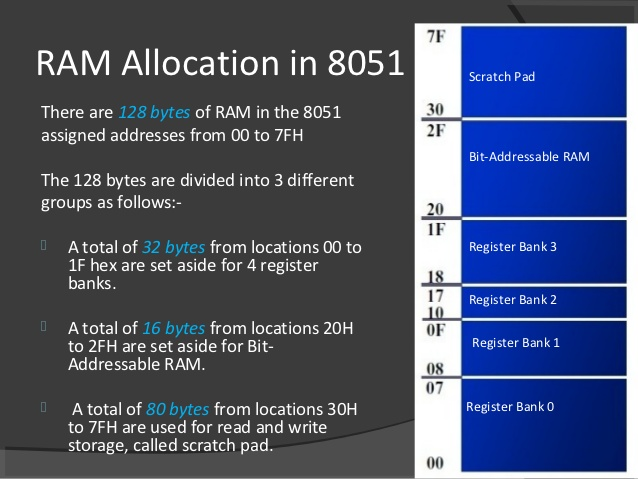 RAM Allocation in 8051
There are 128 bytes of RAM in the 8051
assigned addresses from 00 to 7FH
The 128 bytes are divided into 3 different
groups as follows:-
A total of 32 bytes from locations 00 to
1F hex are set aside for 4 register
banks.
A total of 16 bytes from locations 20H
to 2FH are set aside for Bit-
Addressable RAM.
A total of 80 bytes from locations 30H
to 7FH are used for read and write
storage, called scratch pad.
7F
Scratch Pad
30
2F
Bit-Addressable RAM
20
1F
Register Bank 3
18
17
Register Bank 2
10
0F
Register Bank 1
08
07
Register Bank 0
00